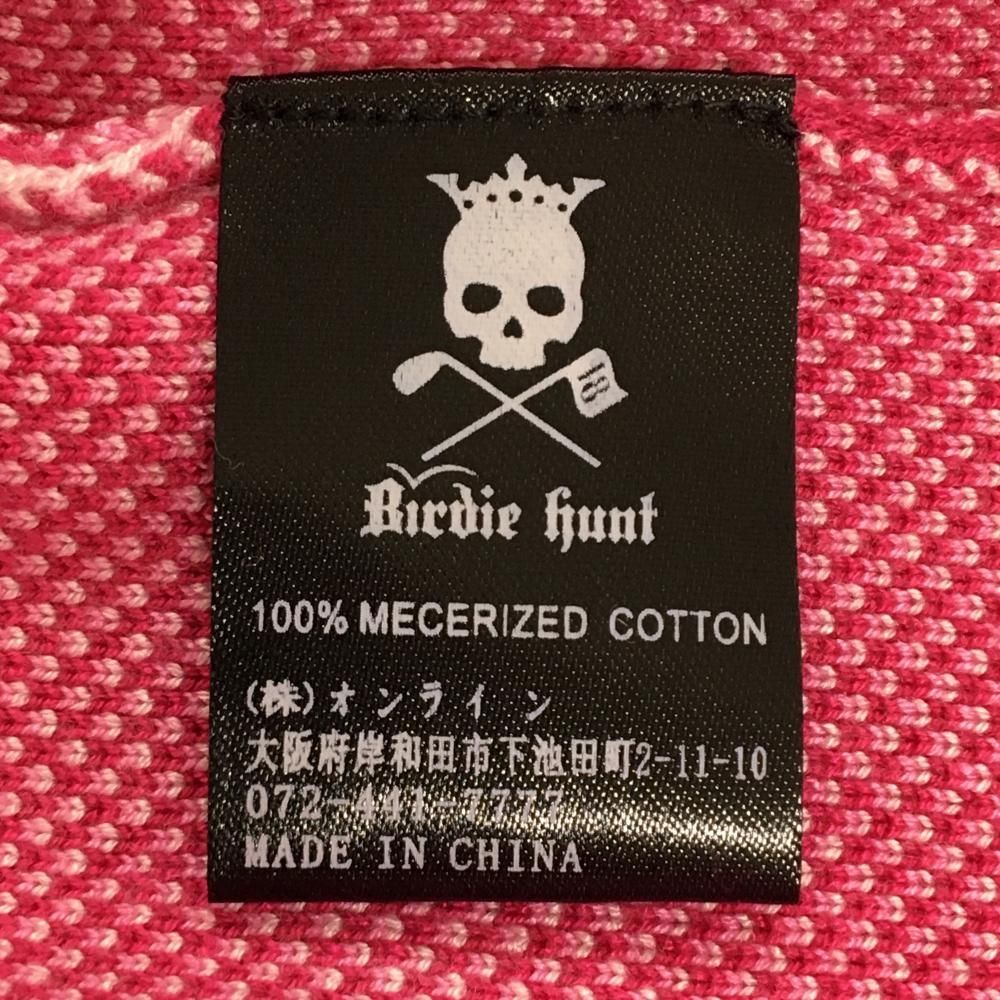 18
Birdie hunt
100% MECERIZED COTTON
(株)オンライン
大阪府岸和田市下池田町2-11-10
072-441-7777
MADE IN CHINA